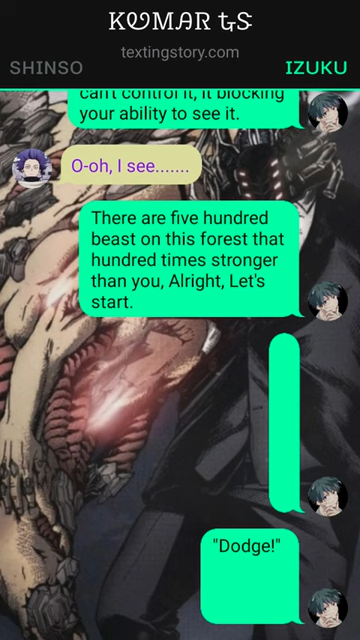 KUMAR tS
textingstory.com
SHINSO IZUKU
can't control it, it blocking
your ability to see it.
O-oh, I see.......
There are five hundred
beast on this forest that
hundred times stronger
than you, Alright, Let's
start.
"Dodge!"